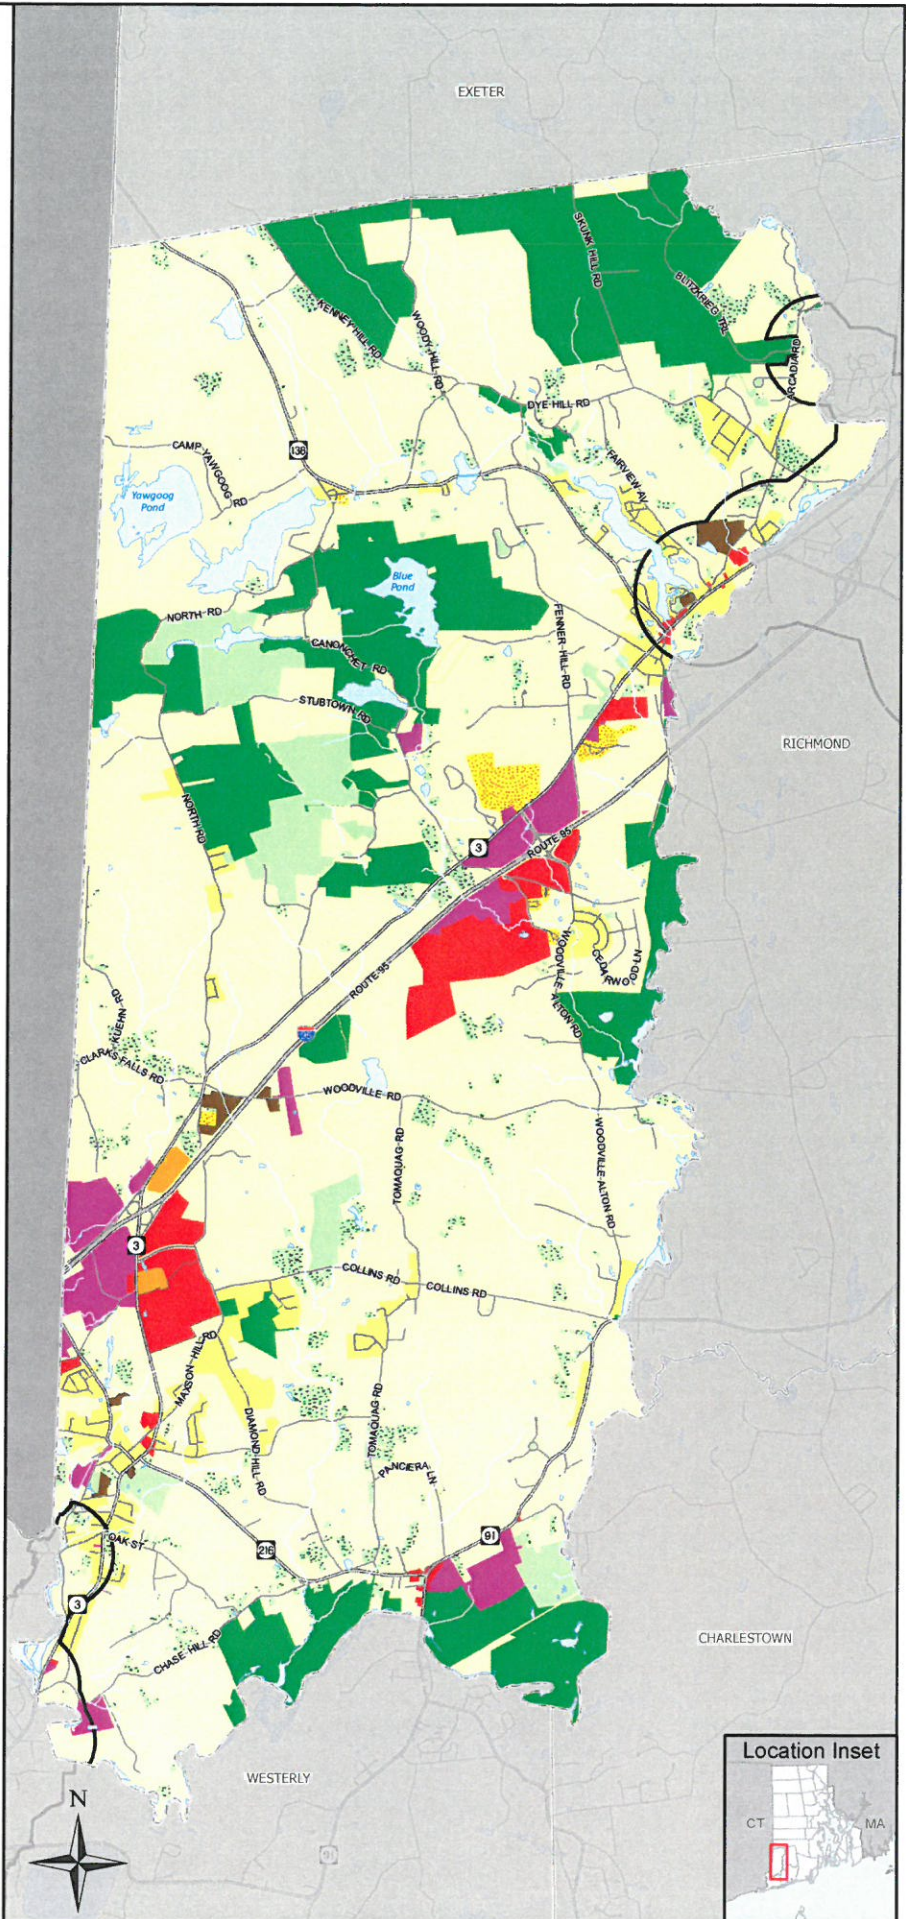 EXETER
SKUNK HILL RD
BLITZKRIEG TRL
KENNEY HILL RD
WOODY HILL RD
ARCADIA RD
DYE HILL RD
138
CAMP YAWGOOG RD
FAIRVIEW AV
Yawgoog
Pond
Blue
Pond
NORTH RD
FENNER HILL RD
CANONCHET RD
STUBTOWN RD
RICHMOND
NORTH RD
3
ROUTE 95
WOODVILLE ALTON RD
CEDARWOOD LN
ROUTE 95
KUEHN RD
CLARKS FALLS RD
WOODVILLE RD
TOMAQUAG RD
WOODVILLE ALTON RD
3
COLLINS RD
COLLINS RD
MAXSON HILL RD
DIAMOND HILL RD
TOMAQUAG RD
PANCIERA LN
91
OAK ST
216
3
CHASE HILL RD
CHARLESTOWN
WESTERLY
Location Inset
CT
MA
N
91